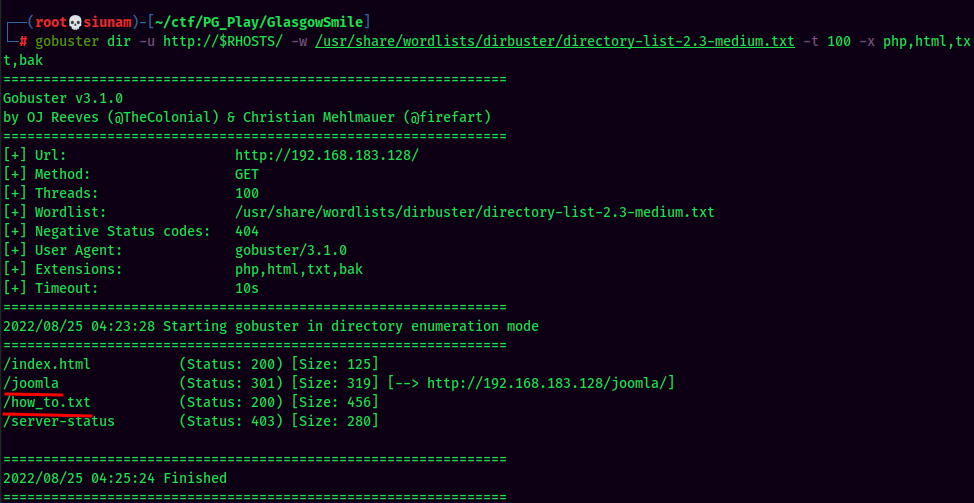 ┌──(root💀siunam)-[~/ctf/PG_Play/GlasgowSmile]
└─# gobuster dir -u http://$RHOSTS/ -w /usr/share/wordlists/dirbuster/directory-list-2.3-medium.txt -t 100 -x php,html,tx
t,bak
===============================================================
Gobuster v3.1.0
by OJ Reeves (@TheColonial) & Christian Mehlmauer (@firefart)
===============================================================
[+] Url:                     http://192.168.183.128/
[+] Method:                  GET
[+] Threads:                 100
[+] Wordlist:                /usr/share/wordlists/dirbuster/directory-list-2.3-medium.txt
[+] Negative Status codes:   404
[+] User Agent:              gobuster/3.1.0
[+] Extensions:              php,html,txt,bak
[+] Timeout:                 10s
===============================================================
2022/08/25 04:23:28 Starting gobuster in directory enumeration mode
===============================================================
/index.html           (Status: 200) [Size: 125]
/joomla               (Status: 301) [Size: 319] [--> http://192.168.183.128/joomla/]
/how_to.txt           (Status: 200) [Size: 456]
/server-status        (Status: 403) [Size: 280]

===============================================================
2022/08/25 04:25:24 Finished
===============================================================